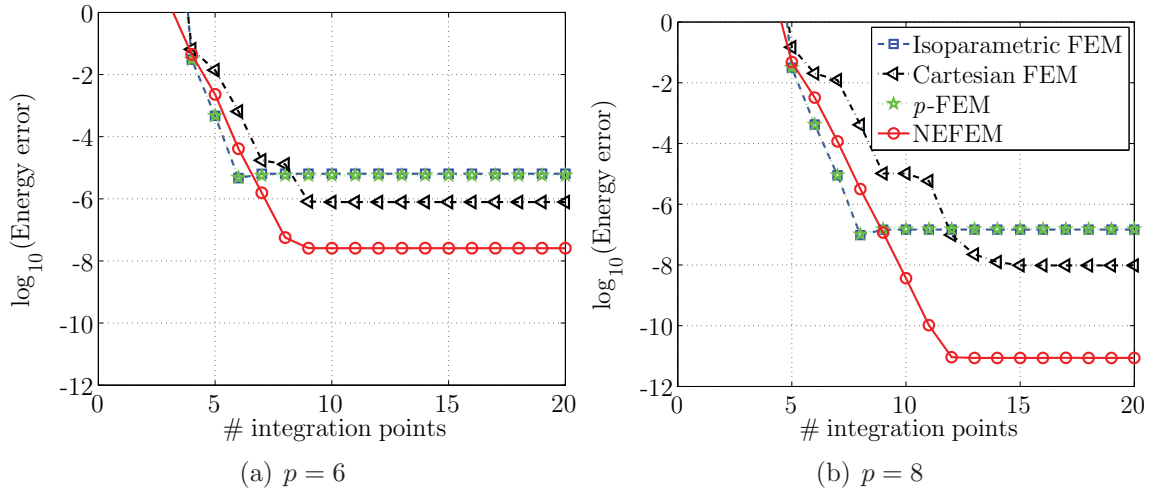 0
-2
-4
-6
-8
-10
-12
0
5
10
15
20
log10(Energy error)
# integration points
(a) p = 6
0
-2
-4
-6
-8
-10
-12
0
5
10
15
20
log10(Energy error)
# integration points
Isoparametric FEM
Cartesian FEM
p-FEM
NEFEM
(b) p = 8